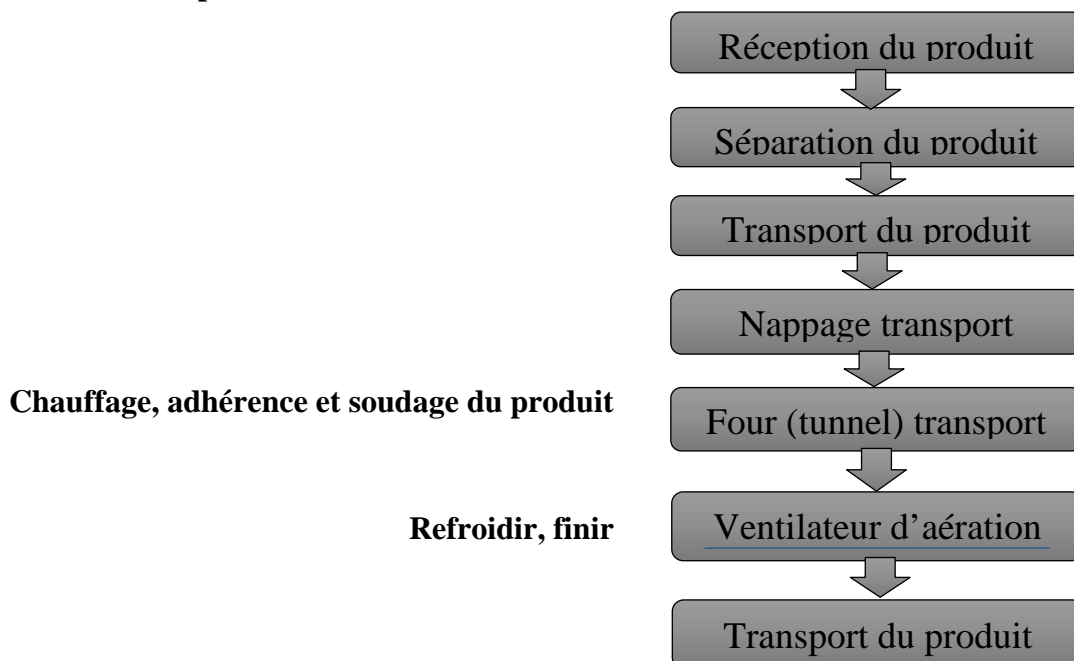 Réception du produit
Séparation du produit
Transport du produit
Nappage transport
Chauffage, adhérence et soudage du produit
Four (tunnel) transport
Refroidir, finir
Ventilateur d’aération
Transport du produit